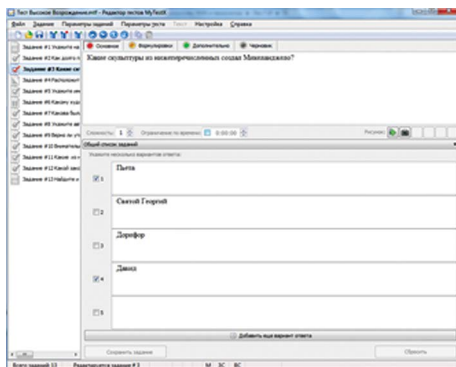 Тест Высокое Возрождение.mtf - Редактор тестов MyTestX
Файл Задание Параметры заданий Параметры теста Текст Настройка Справка
Задание #1 Укажите на
Задание #2 Как долго п
Задание #3 Какие ск
Задание #4 Расположит
Задание #5 Укажите им
Задание #6 Какому худо
Задание #7 Какова был
Задание #8 Укажите ав
Задание #9 Верно ли ут
Задание #10 Внимательн
Задание #11 Какие из н
Задание #12 Какой зако
Задание #13 Найдите и
Основное Формулировки Дополнительно Черновик
Какие скульптуры из нижеперечисленных создал Микеланджело?
Сложность: 1 Ограничение по времени: 0:00:00 Рисунок:
Общий список заданий
Укажите несколько вариантов ответа:
1 Пьета
2 Святой Георгий
3 Дорифор
4 Давид
5
Добавить еще вариант ответа
Сохранить задание Сбросить
Всего заданий 13 Редактируется задание # 3 М ЗС ВС